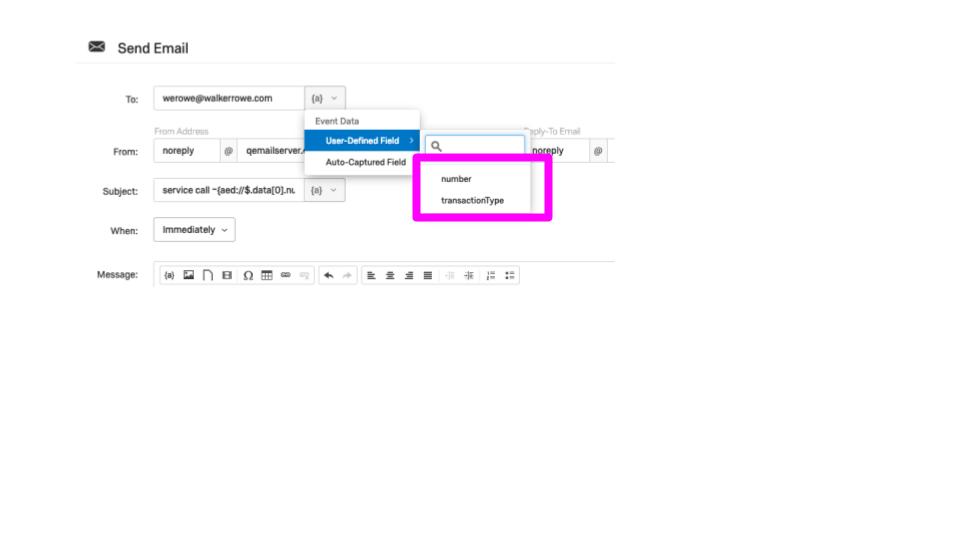 Send Email
To: werowe@walkerrowe.com {a}
Event Data
User-Defined Field
Auto-Captured Field
number
transactionType
From Address
Reply-To Email
From: noreply @ qemailserver. noreply @
Subject: service call -{aed://$.data[0].nu. {a}
When: Immediately
Message: {a} Ω